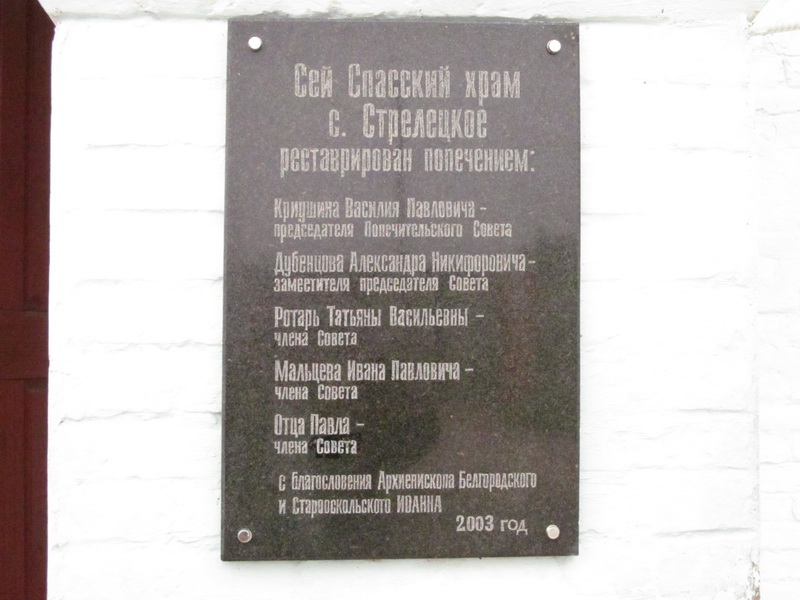 Сей Спасский храм
с. Стрелецкое
реставрирован попечением:
Кришина Василия Павловича -
председателя Попечительского Совета
Дубенцова Александра Никифоровича -
заместителя председателя Совета
Ротарь Татьяны Васильевны -
члена Совета
Мальцева Ивана Павловича -
члена Совета
Отца Павла -
члена Совета
с благословения Архиепископа Белгородского
и Старооскольского ИОАННА
2003 год